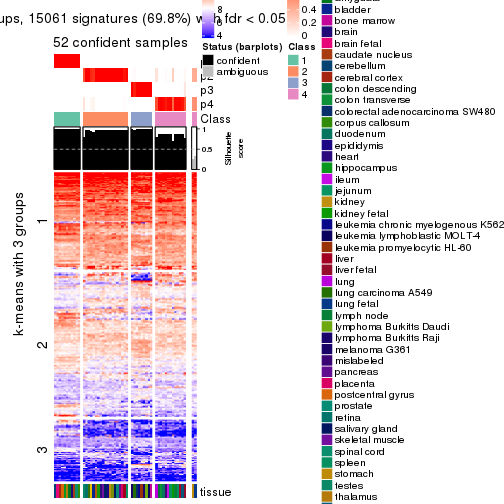 ups, 15061 signatures (69.8%) with fdr < 0.05
52 confident samples
p2
p3
p4
Class
1
0.5
0
Silhouette
score
k-means with 3 groups
1
2
3
tissue
8
6
4
0.4
0.2
0
Status (barplots)
confident
ambiguous
Class
1
2
3
4
bladder
bone marrow
brain
brain fetal
caudate nucleus
cerebellum
cerebral cortex
colon descending
colon transverse
colorectal adenocarcinoma SW480
corpus callosum
duodenum
epididymis
heart
hippocampus
ileum
jejunum
kidney
kidney fetal
leukemia chronic myelogenous K562
leukemia lymphoblastic MOLT-4
leukemia promyelocytic HL-60
liver
liver fetal
lung
lung carcinoma A549
lung fetal
lymph node
lymphoma Burkitts Daudi
lymphoma Burkitts Raji
melanoma G361
mislabeled
pancreas
placenta
postcentral gyrus
prostate
retina
salivary gland
skeletal muscle
spinal cord
spleen
stomach
testes
thalamus